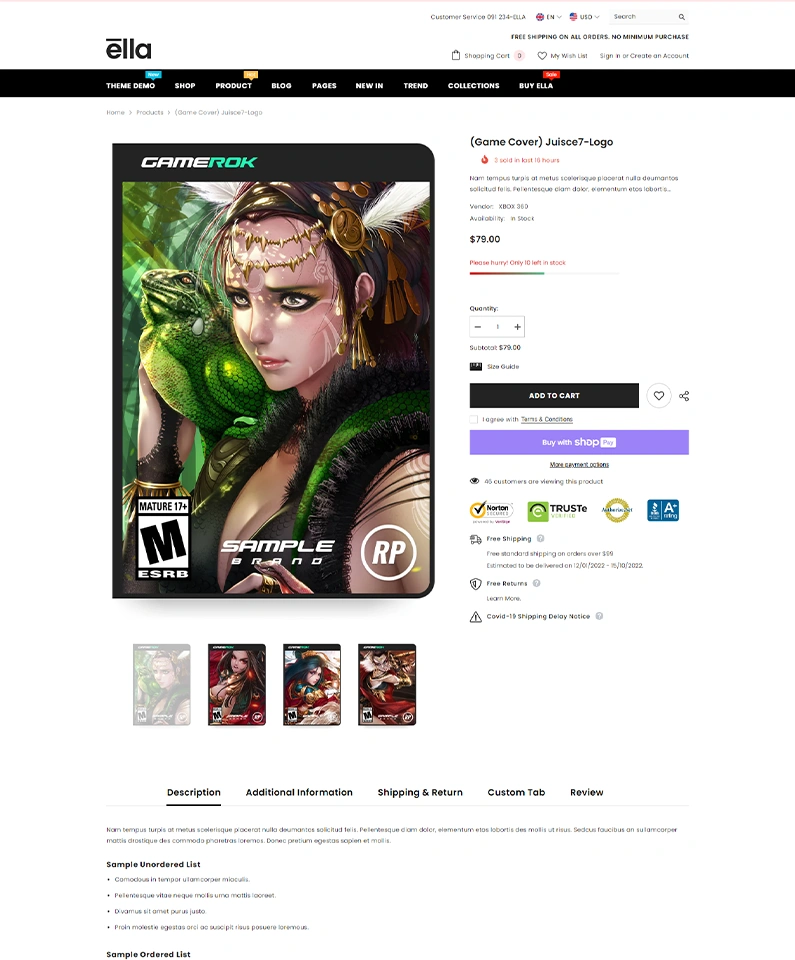 Customer Service 091 234-ELLA
EN
USD
Search
ella
FREE SHIPPING ON ALL ORDERS. NO MINIMUM PURCHASE
Shopping Cart 0
My Wish List
Sign In or Create an Account
New
Sale
THEME DEMO SHOP PRODUCT BLOG PAGES NEW IN TREND COLLECTIONS BUY ELLA
Home > Products > (Game Cover) Juisce7-Logo
GAMEROK
MATURE 17+
M
ESRB
SAMPLE
BRAND
RP
(Game Cover) Juisce7-Logo
3 sold in last 16 hours
Nam tempus turpis at metus scelerisque placerat nulla deumantos
solicitud felis. Pellentesque diam dolor, elementum etos lobortis...
Vendor: XBOX 360
Availability: In Stock
$79.00
Please hurry! Only 10 left in stock
Quantity:
− 1 +
Subtotal: $79.00
Size Guide
ADD TO CART
I agree with Terms & Conditions
Buy with shop Pay
More payment options
45 customers are viewing this product
Norton
SECURED
powered by VeriSign
TRUSTe
VERIFIED
Authorize.Net
BBB
A+
rating
Free Shipping
Free standard shipping on orders over $99
Estimated to be delivered on 12/01/2022 - 15/10/2022.
Free Returns
Learn More.
Covid-19 Shipping Delay Notice
GAMEROK
M
SAMPLE
RP
Description Additional Information Shipping & Return Custom Tab Review
Nam tempus turpis at metus scelerisque placerat nulla deumantos solicitud felis. Pellentesque diam dolor, elementum etos lobortis des mollis ut risus. Sedcus faucibus an sullamcorper
mattis drostique des commodo pharetras loremos. Donec pretium egestas sapien et mollis.
Sample Unordered List
• Comodous in tempor ullamcorper miaculis.
• Pellentesque vitae neque mollis urna mattis laoreet.
• Divamus sit amet purus justo.
• Proin molestie egestas orci ac suscipit risus posuere loremous.
Sample Ordered List